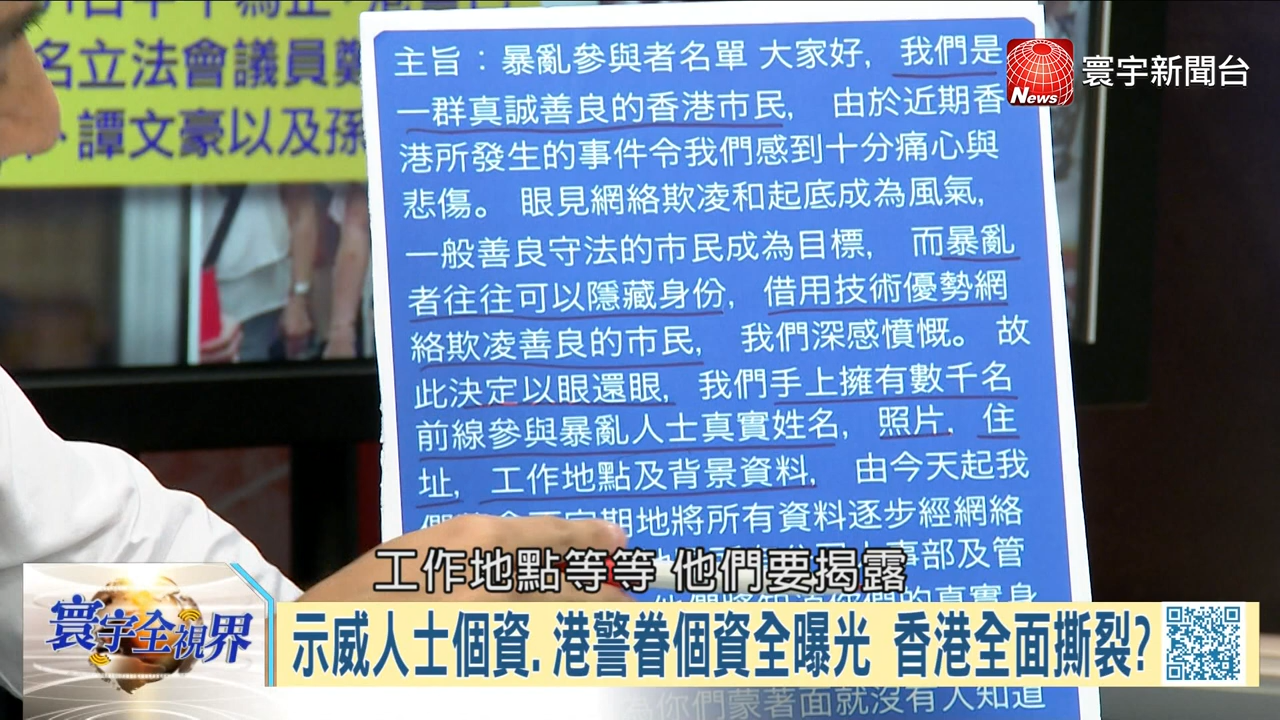 名立法會議員
、譚文豪以及孫
News 寰宇新聞台
主旨：暴亂參與者名單 大家好，我們是
一群真誠善良的香港市民，由於近期香
港所發生的事件令我們感到十分痛心與
悲傷。 眼見網絡欺凌和起底成為風氣，
一般善良守法的市民成為目標， 而暴亂
者往往可以隱藏身份，借用技術優勢網
絡欺凌善良的市民， 我們深感憤慨。故
此決定以眼還眼，我們手上擁有數千名
前線參與暴亂人士真實姓名，照片，住
址， 工作地點及背景資料， 由今天起我
期地將所有資料逐步經網絡
事部及管
工作地點等等 他們要揭露
寰宇全視界
示威人士個資.港警眷個資全曝光 香港全面撕裂?
你們蒙著面就沒有人知道